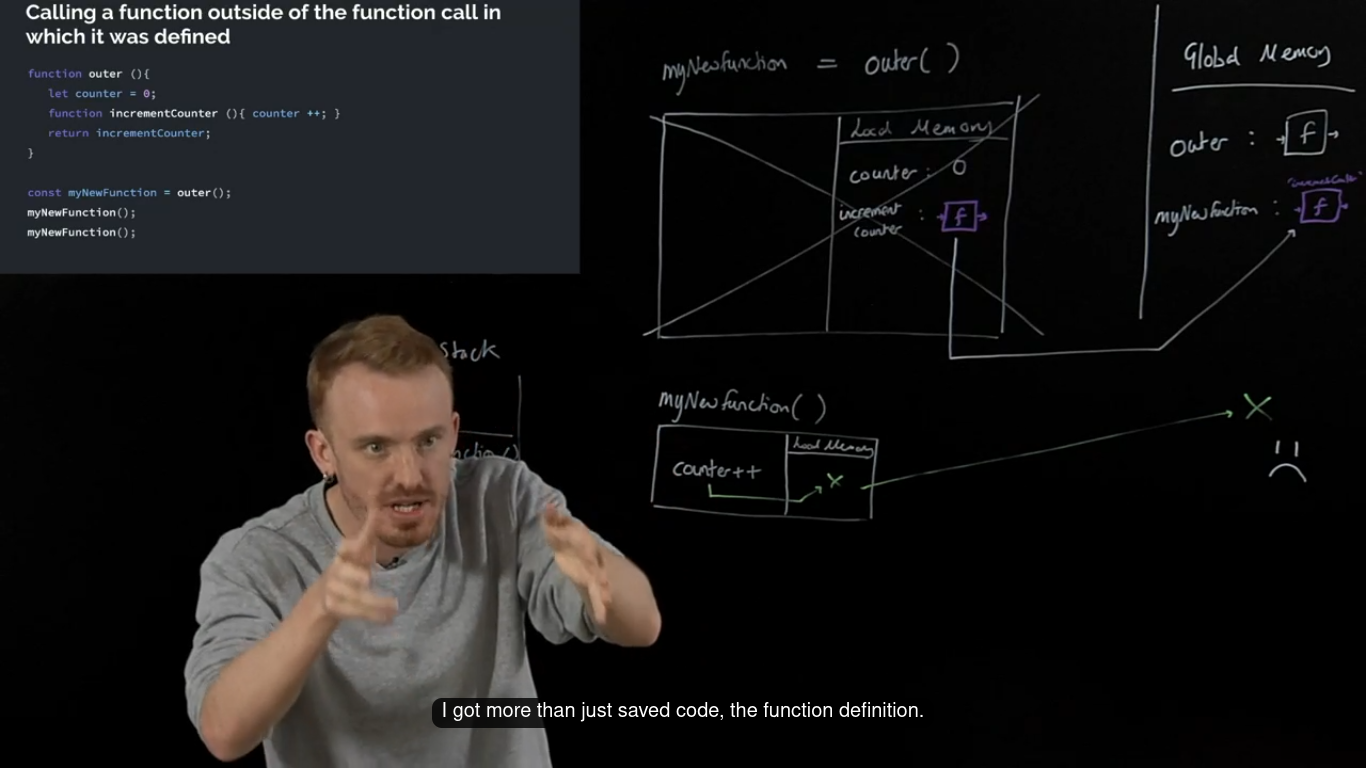 Calling a function outside of the function call in
which it was defined
function outer (){
let counter = 0;
function incrementCounter (){ counter ++; }
return incrementCounter;
}
const myNewFunction = outer();
myNewFunction();
myNewFunction();
myNewfunction = outer( )
Local Memory
counter : 0
increment
counter : f
Global Memory
outer : f
"incrementCounter"
myNewfunction : f
Stack
myNewfunction( )
Local Memory
counter++
I got more than just saved code, the function definition.